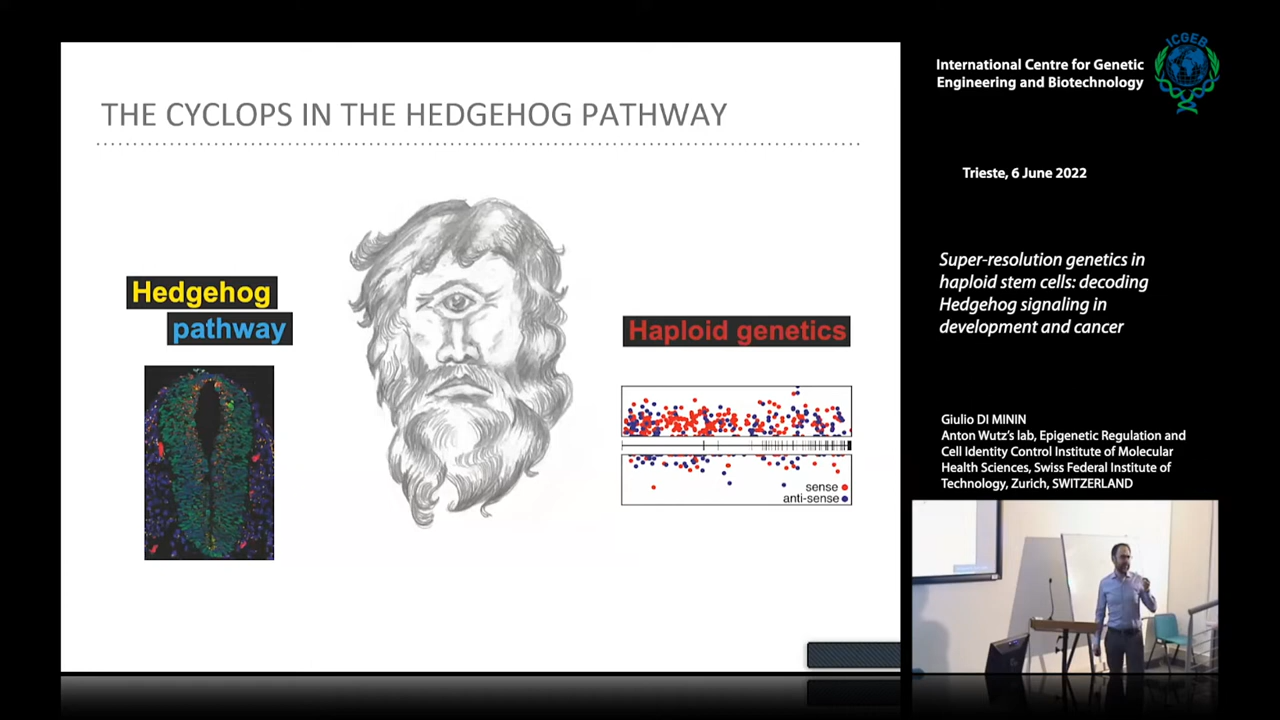 THE CYCLOPS IN THE HEDGEHOG PATHWAY
Hedgehog
pathway
Haploid genetics
sense
anti-sense
International Centre for Genetic
Engineering and Biotechnology
ICGEB
Trieste, 6 June 2022
Super-resolution genetics in
haploid stem cells: decoding
Hedgehog signaling in
development and cancer
Giulio DI MININ
Anton Wutz's lab, Epigenetic Regulation and
Cell Identity Control Institute of Molecular
Health Sciences, Swiss Federal Institute of
Technology, Zurich, SWITZERLAND